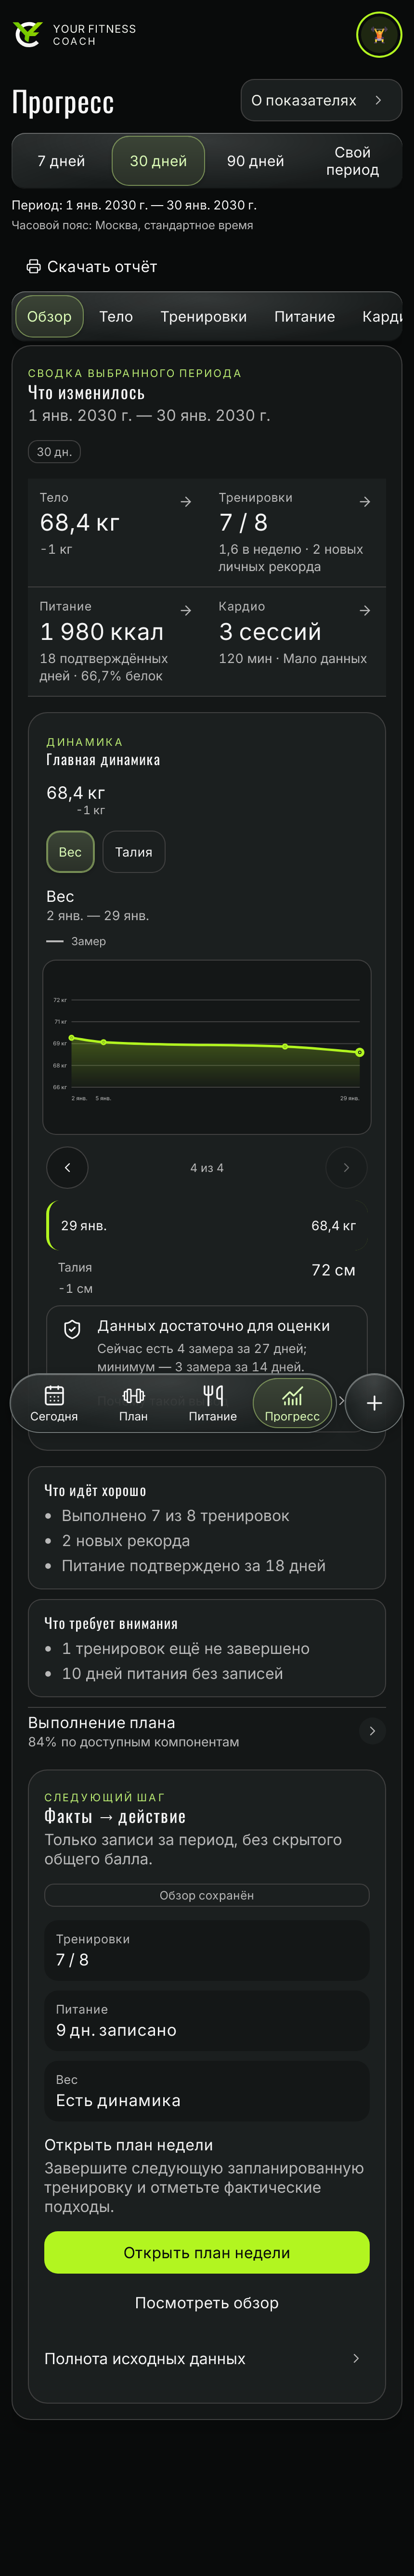 YOUR FITNESS
COACH
Прогресс
О показателях
7 дней
30 дней
90 дней
Свой
период
Период: 1 янв. 2030 г. — 30 янв. 2030 г.
Часовой пояс: Москва, стандартное время
Скачать отчёт
Обзор
Тело
Тренировки
Питание
Карди
СВОДКА ВЫБРАННОГО ПЕРИОДА
Что изменилось
1 янв. 2030 г. — 30 янв. 2030 г.
30 дн.
Тело
68,4 кг
-1 кг
Тренировки
7 / 8
1,6 в неделю · 2 новых
личных рекорда
Питание
1 980 ккал
18 подтверждённых
дней · 66,7% белок
Кардио
3 сессий
120 мин · Мало данных
ДИНАМИКА
Главная динамика
68,4 кг
-1 кг
Вес
Талия
Вес
2 янв. — 29 янв.
Замер
72 кг
71 кг
69 кг
68 кг
66 кг
2 янв.
5 янв.
29 янв.
4 из 4
29 янв.
68,4 кг
Талия
72 см
-1 см
Данных достаточно для оценки
Сейчас есть 4 замера за 27 дней;
минимум — 3 замера за 14 дней.
Сегодня
План
Питание
Прогресс
Что идёт хорошо
• Выполнено 7 из 8 тренировок
• 2 новых рекорда
• Питание подтверждено за 18 дней
Что требует внимания
• 1 тренировок ещё не завершено
• 10 дней питания без записей
Выполнение плана
84% по доступным компонентам
СЛЕДУЮЩИЙ ШАГ
Факты → действие
Только записи за период, без скрытого
общего балла.
Обзор сохранён
Тренировки
7 / 8
Питание
9 дн. записано
Вес
Есть динамика
Открыть план недели
Завершите следующую запланированную
тренировку и отметьте фактические
подходы.
Открыть план недели
Посмотреть обзор
Полнота исходных данных